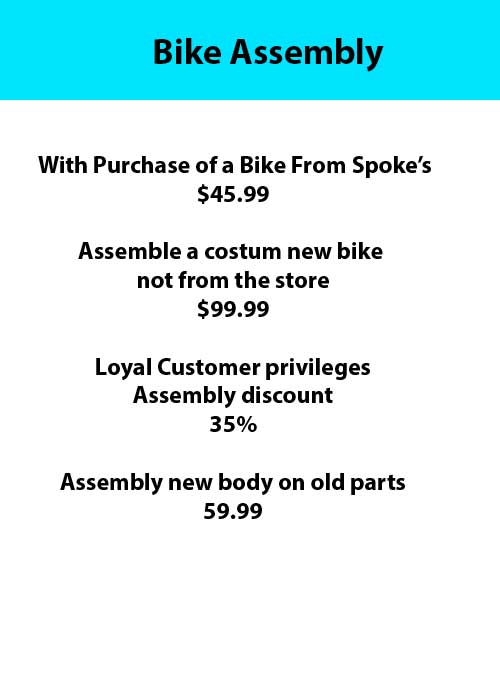 Bike Assembly
With Purchase of a Bike From Spoke’s
$45.99
Assemble a costum new bike
not from the store
$99.99
Loyal Customer privileges
Assembly discount
35%
Assembly new body on old parts
59.99